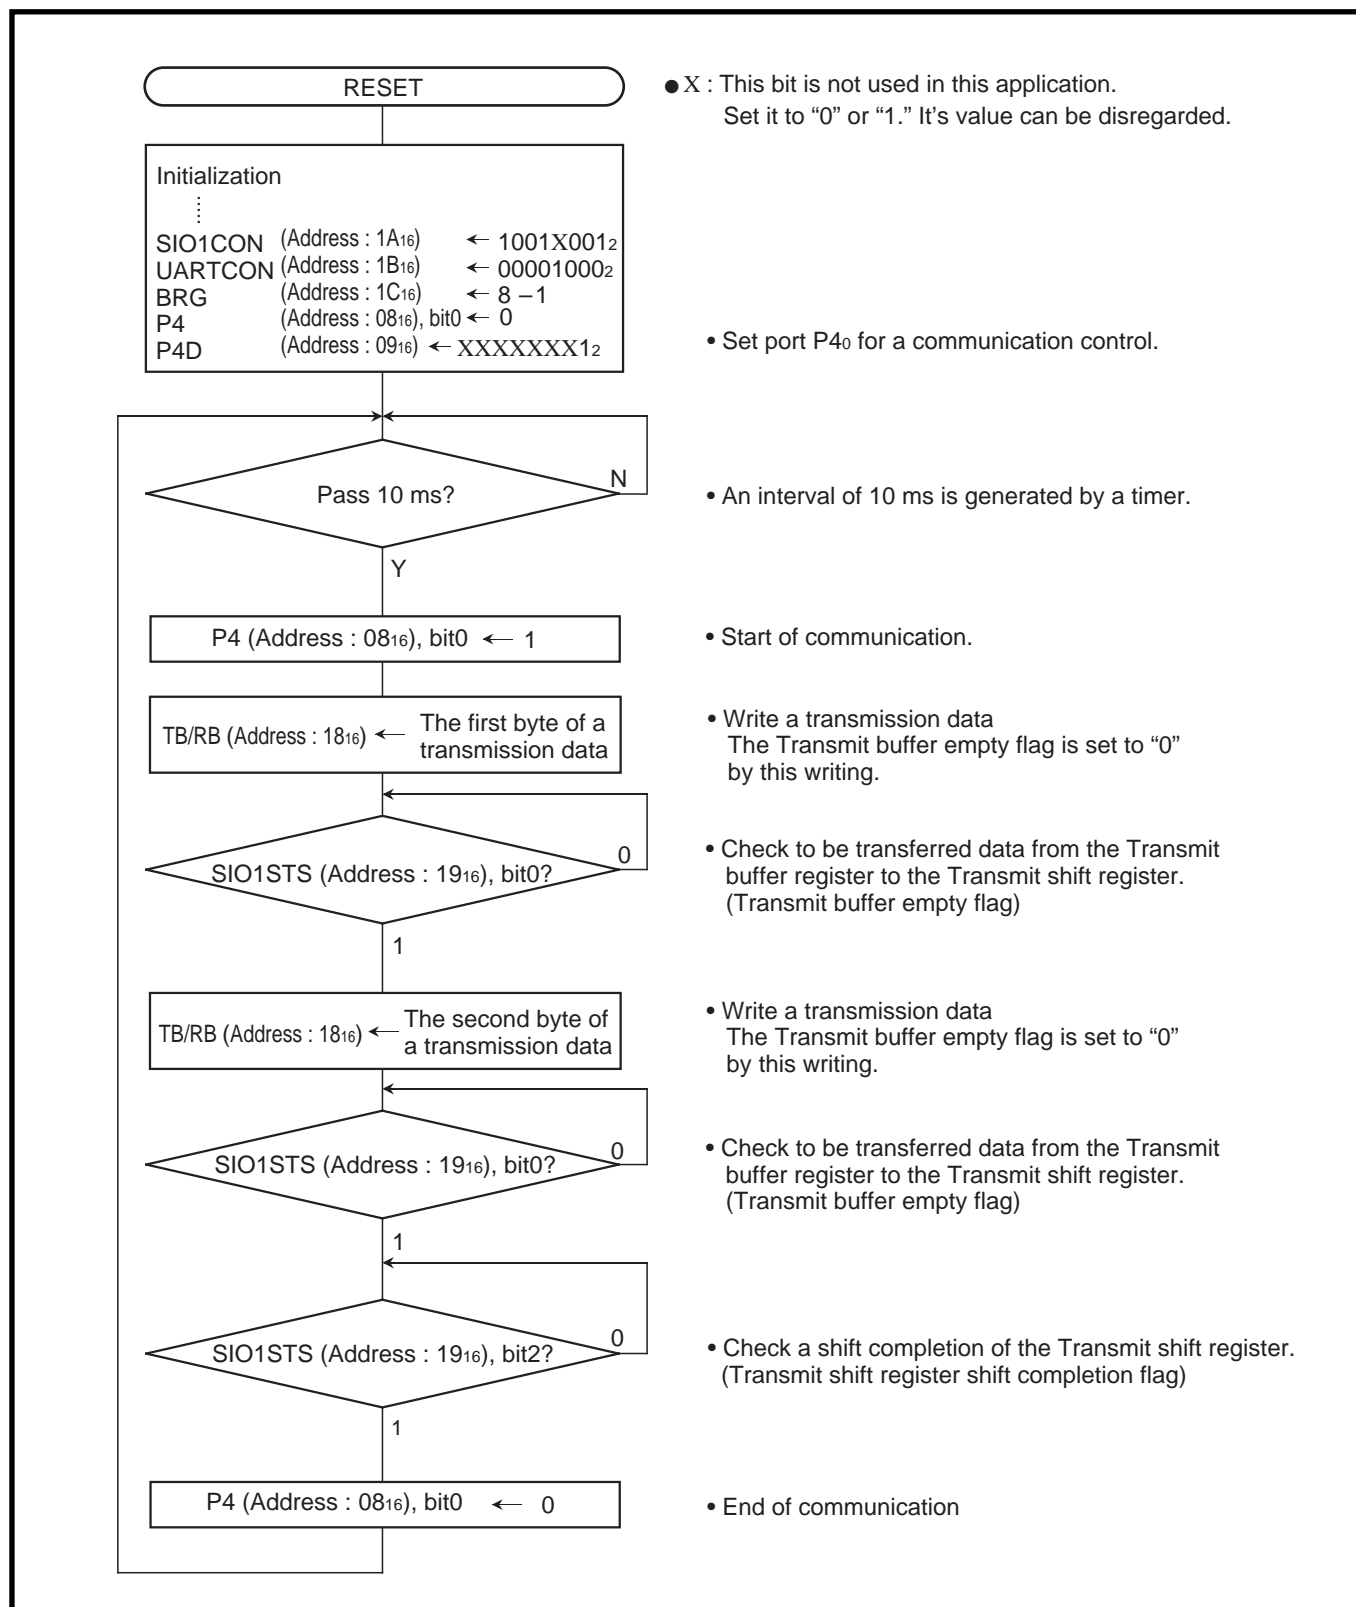 RESET
●X : This bit is not used in this application.
Set it to “0” or “1.” It’s value can be disregarded.
Initialization
SIO1CON (Address : 1A16) ← 1001X0012
UARTCON (Address : 1B16) ← 000010002
BRG (Address : 1C16) ← 8 –1
P4 (Address : 0816), bit0 ← 0
P4D (Address : 0916) ← XXXXXXX12
• Set port P40 for a communication control.
Pass 10 ms?
N
• An interval of 10 ms is generated by a timer.
Y
P4 (Address : 0816), bit0 ← 1
• Start of communication.
TB/RB (Address : 1816) ← The first byte of a
transmission data
• Write a transmission data
The Transmit buffer empty flag is set to “0”
by this writing.
SIO1STS (Address : 1916), bit0?
0
• Check to be transferred data from the Transmit
buffer register to the Transmit shift register.
(Transmit buffer empty flag)
1
TB/RB (Address : 1816) ← The second byte of
a transmission data
• Write a transmission data
The Transmit buffer empty flag is set to “0”
by this writing.
SIO1STS (Address : 1916), bit0?
0
• Check to be transferred data from the Transmit
buffer register to the Transmit shift register.
(Transmit buffer empty flag)
1
SIO1STS (Address : 1916), bit2?
0
• Check a shift completion of the Transmit shift register.
(Transmit shift register shift completion flag)
1
P4 (Address : 0816), bit0 ← 0
• End of communication